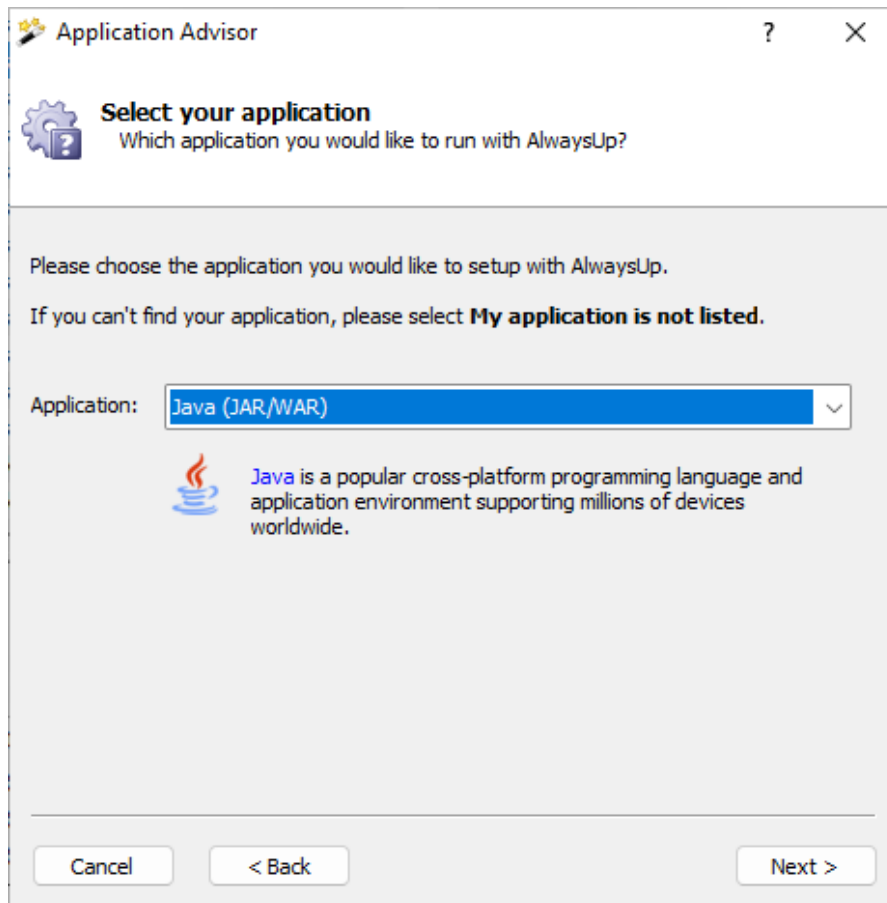 Application Advisor
?
Select your application
Which application you would like to run with AlwaysUp?
Please choose the application you would like to setup with AlwaysUp.
If you can't find your application, please select My application is not listed.
Application: Java (JAR/WAR)
Java is a popular cross-platform programming language and
application environment supporting millions of devices
worldwide.
Cancel
< Back
Next >